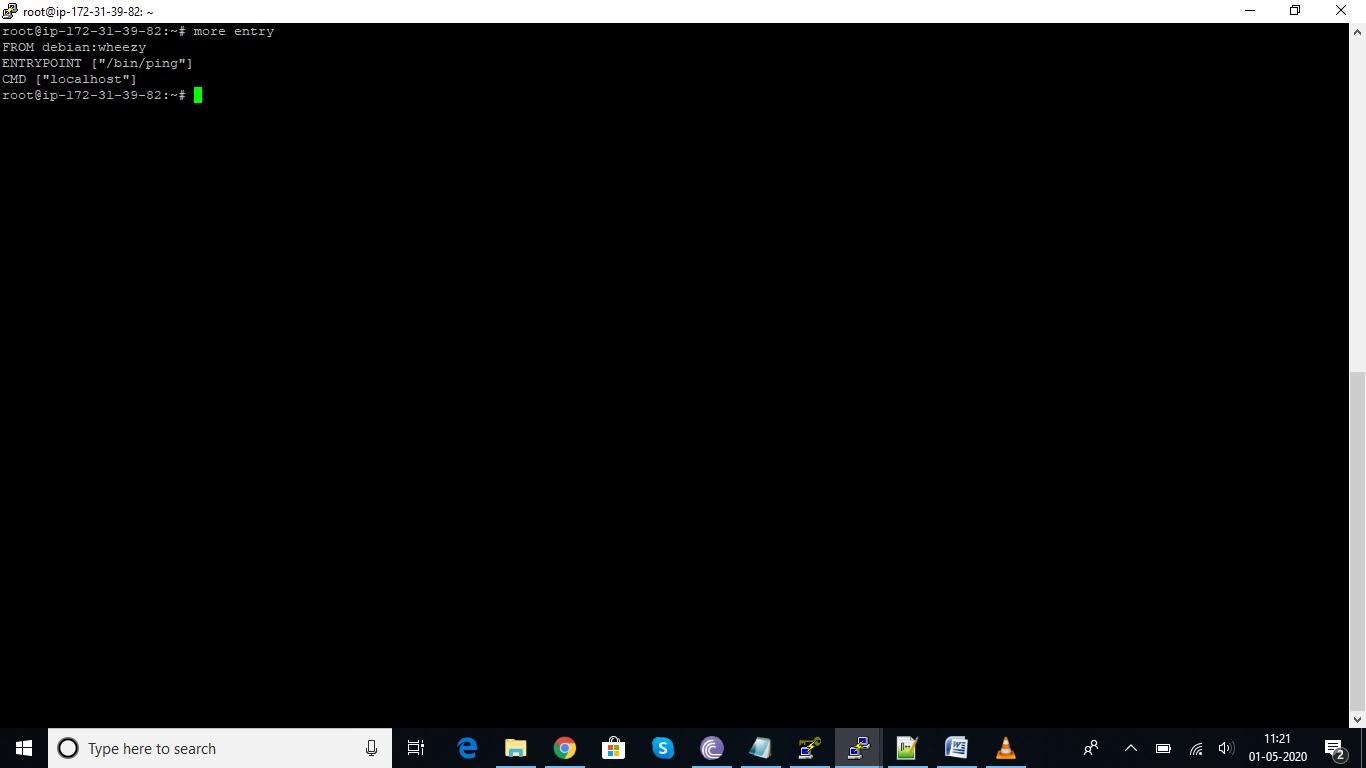 root@ip-172-31-39-82: ~
root@ip-172-31-39-82:~# more entry
FROM debian:wheezy
ENTRYPOINT ["/bin/ping"]
CMD ["localhost"]
root@ip-172-31-39-82:~#
Type here to search
11:21
01-05-2020
2